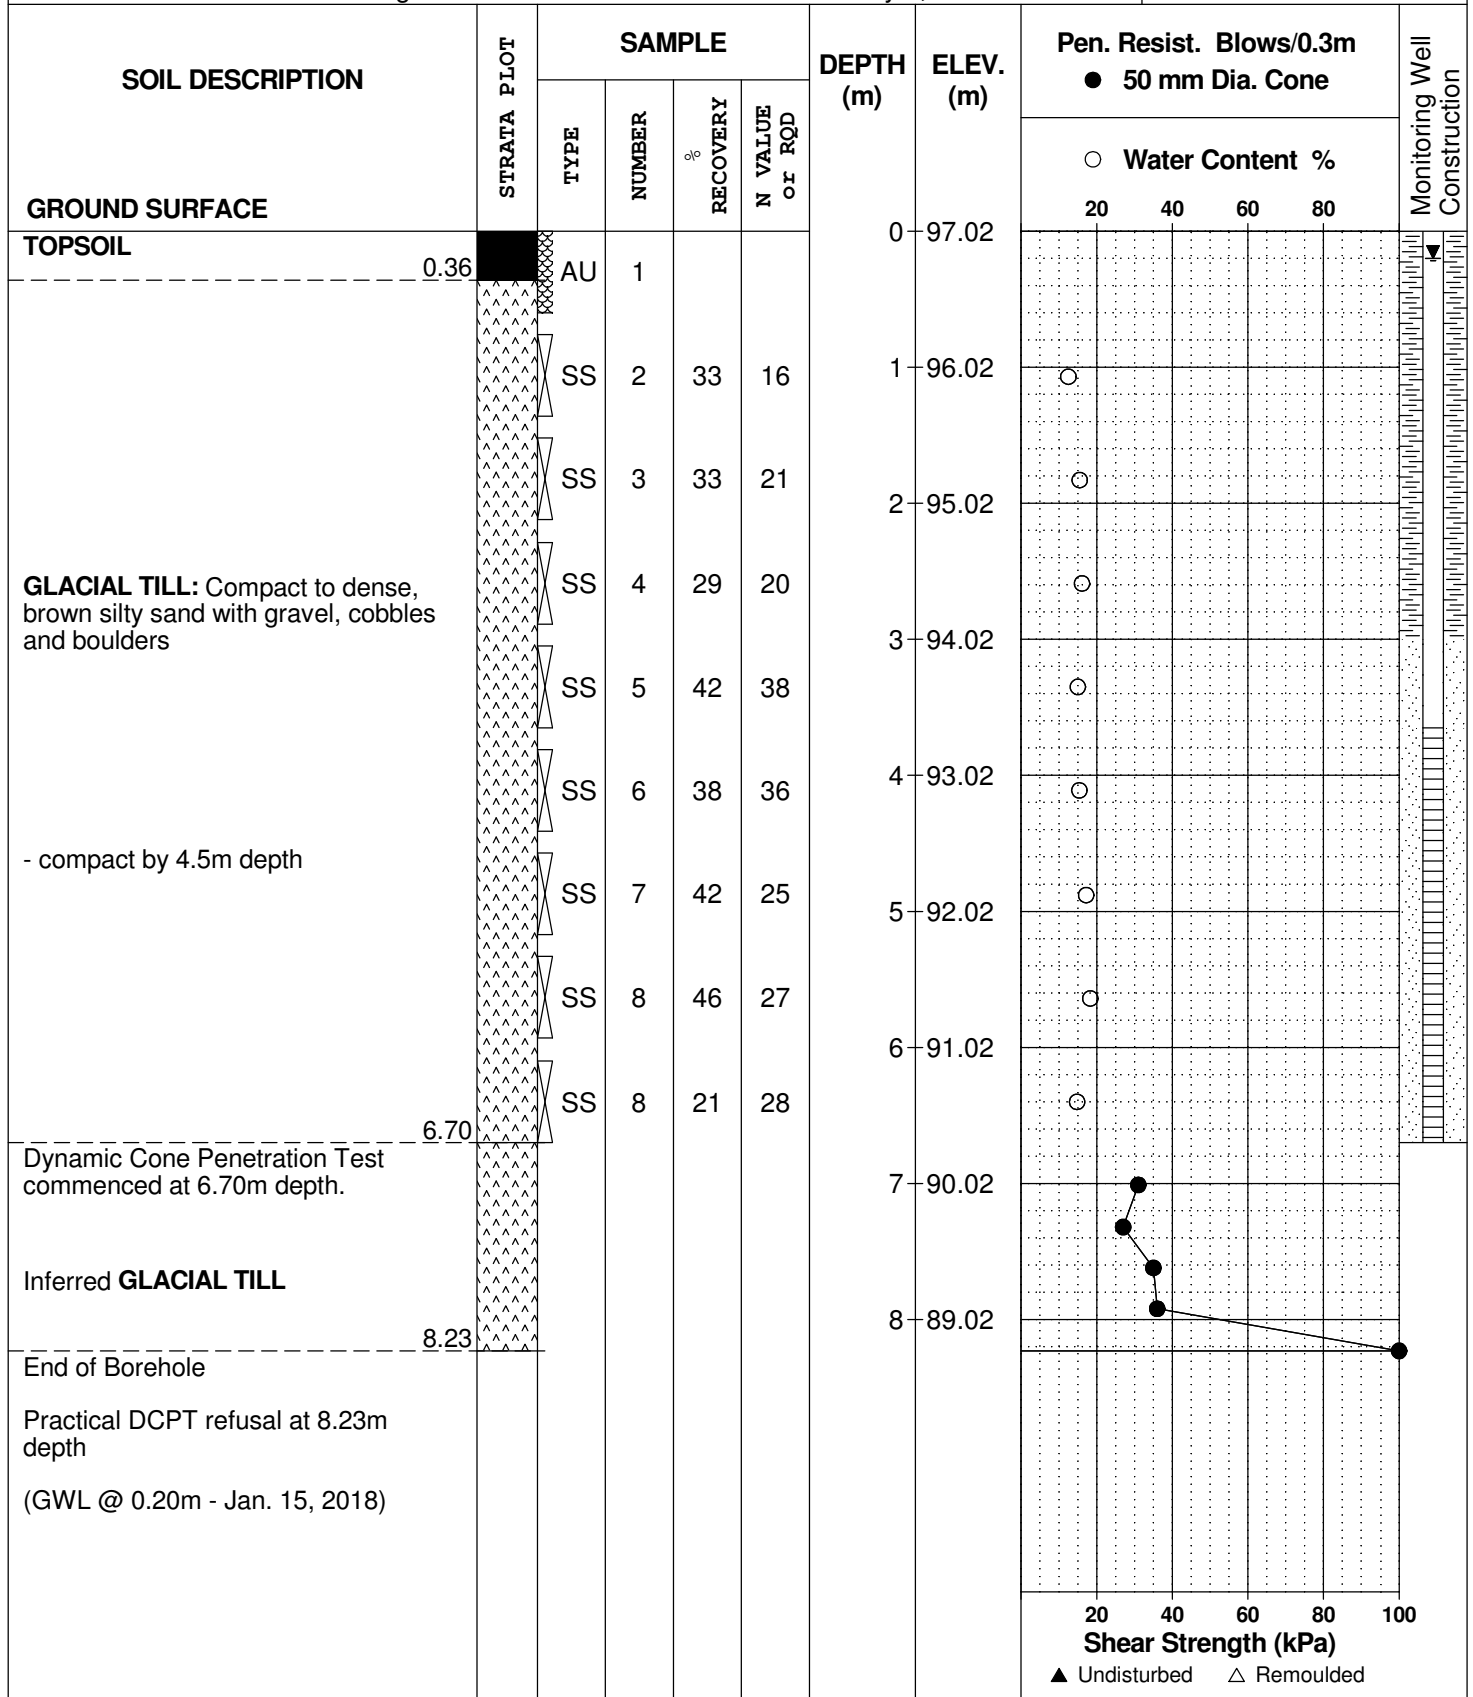 SOIL DESCRIPTION
GROUND SURFACE
STRATA PLOT
SAMPLE
TYPE
NUMBER
% RECOVERY
N VALUE or RQD
DEPTH (m)
ELEV. (m)
Pen. Resist. Blows/0.3m
● 50 mm Dia. Cone
○ Water Content %
20 40 60 80
Monitoring Well Construction
TOPSOIL
0.36
AU 1
0 97.02
SS 2 33 16
1 96.02
SS 3 33 21
2 95.02
GLACIAL TILL: Compact to dense,
brown silty sand with gravel, cobbles
and boulders
SS 4 29 20
3 94.02
SS 5 42 38
4 93.02
SS 6 38 36
- compact by 4.5m depth
SS 7 42 25
5 92.02
SS 8 46 27
6 91.02
SS 8 21 28
6.70
Dynamic Cone Penetration Test
commenced at 6.70m depth.
7 90.02
Inferred GLACIAL TILL
8 89.02
8.23
End of Borehole
Practical DCPT refusal at 8.23m
depth
(GWL @ 0.20m - Jan. 15, 2018)
20 40 60 80 100
Shear Strength (kPa)
▲ Undisturbed △ Remoulded